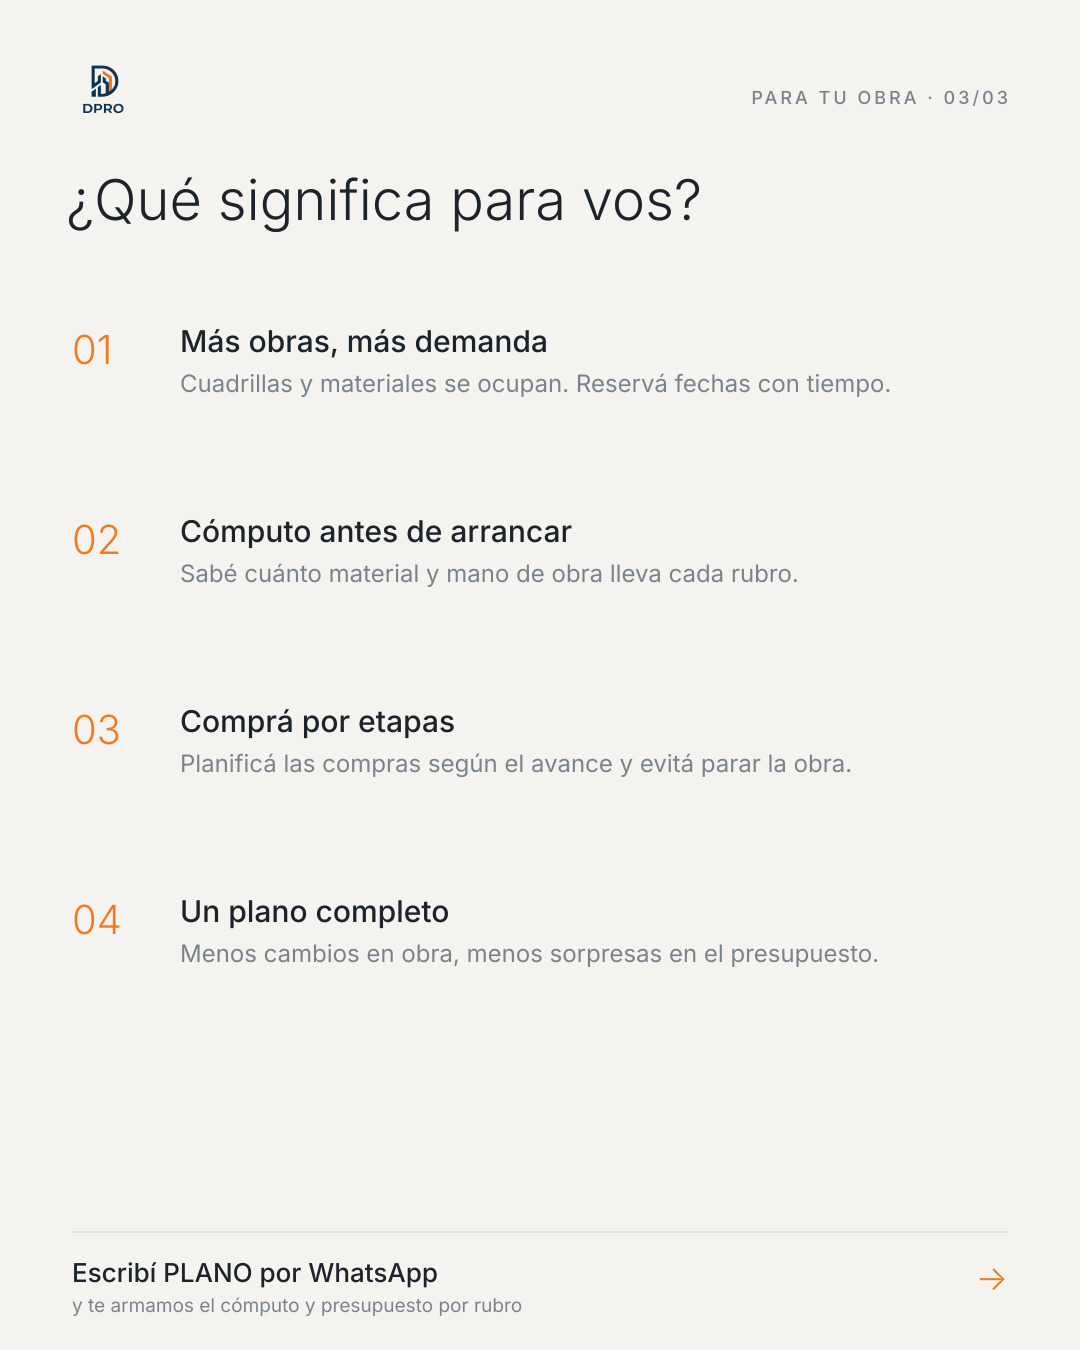 DPRO
PARA TU OBRA · 03/03
¿Qué significa para vos?
01
Más obras, más demanda
Cuadrillas y materiales se ocupan. Reservá fechas con tiempo.
02
Cómputo antes de arrancar
Sabé cuánto material y mano de obra lleva cada rubro.
03
Comprá por etapas
Planificá las compras según el avance y evitá parar la obra.
04
Un plano completo
Menos cambios en obra, menos sorpresas en el presupuesto.
Escribí PLANO por WhatsApp
y te armamos el cómputo y presupuesto por rubro